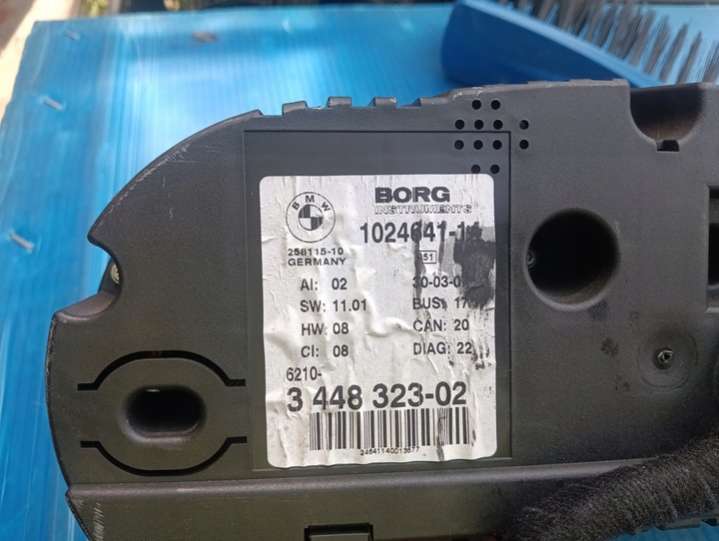 BMW
BORG
INSTRUMENTS
258115-10
GERMANY
1024641-14
AI: 02
SW: 11.01
BUS: 17
HW: 08
CAN: 20
CI: 08
DIAG: 22
6210-
3 448 323-02